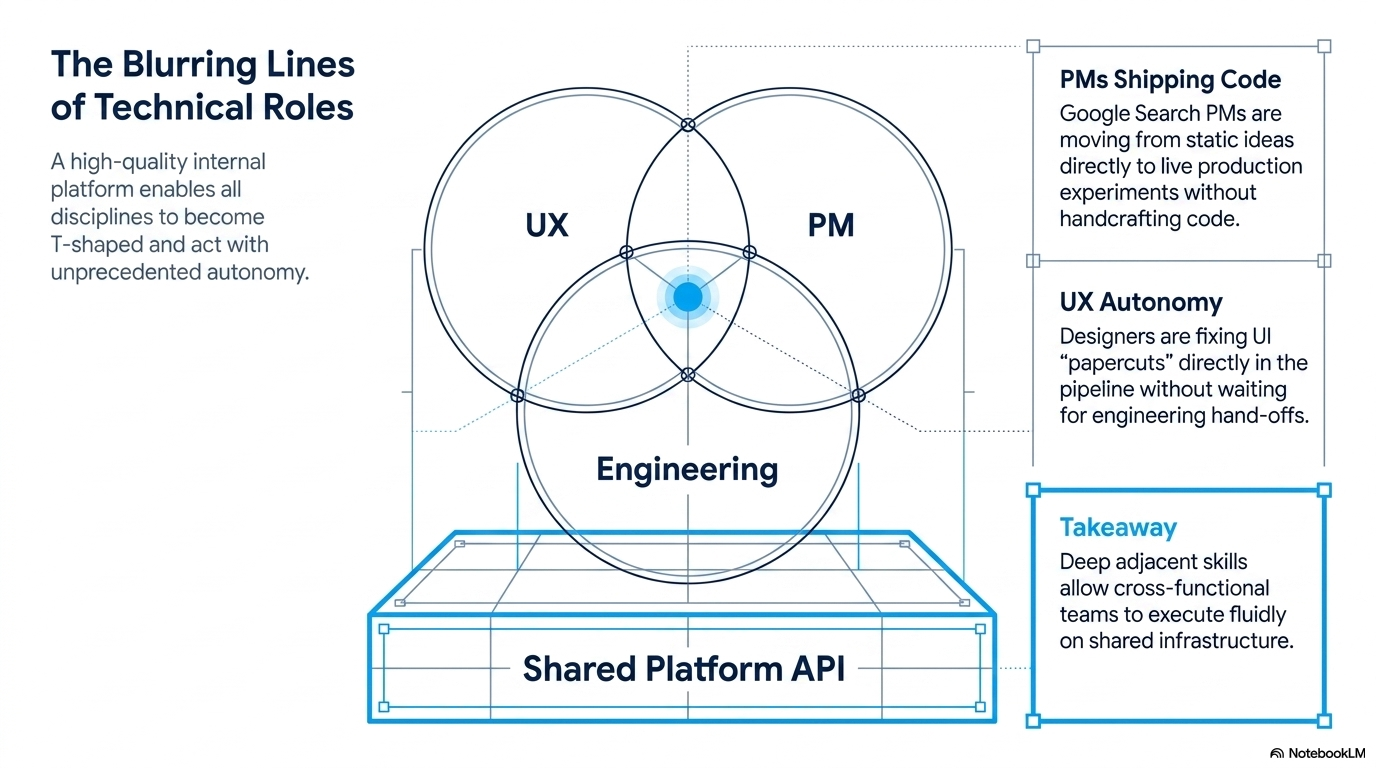 The Blurring Lines
of Technical Roles
A high-quality internal
platform enables all
disciplines to become
T-shaped and act with
unprecedented autonomy.
UX
PM
Engineering
Shared Platform API
PMs Shipping Code
Google Search PMs are
moving from static ideas
directly to live production
experiments without
handcrafting code.
UX Autonomy
Designers are fixing UI
“papercuts” directly in the
pipeline without waiting
for engineering hand-offs.
Takeaway
Deep adjacent skills
allow cross-functional
teams to execute fluidly
on shared infrastructure.
NotebookLM